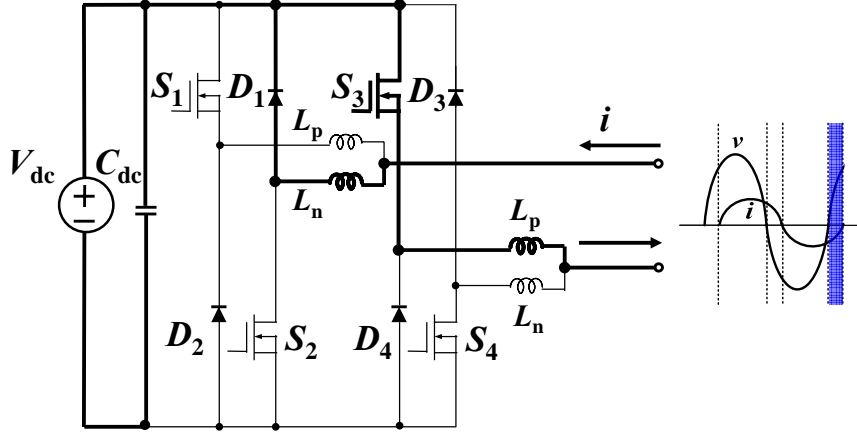 S1 D1 S3 D3
i
Lp
v
Vdc Cdc
Ln
i
Lp
Ln
D2 S2 D4 S4